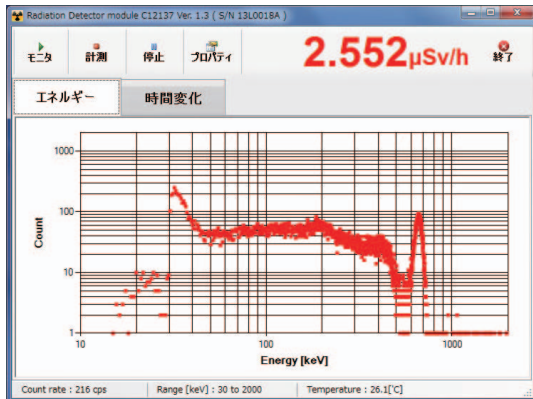 Radiation Detector module C12137 Ver. 1.3 ( S/N 13L0018A )
モニタ 計測 停止 プロパティ 2.552μSv/h 終了
エネルギー 時間変化
1000
100
10
1
Count
10 100 1000
Energy [keV]
Count rate : 216 cps Range [keV] : 30 to 2000 Temperature : 26.1[℃]